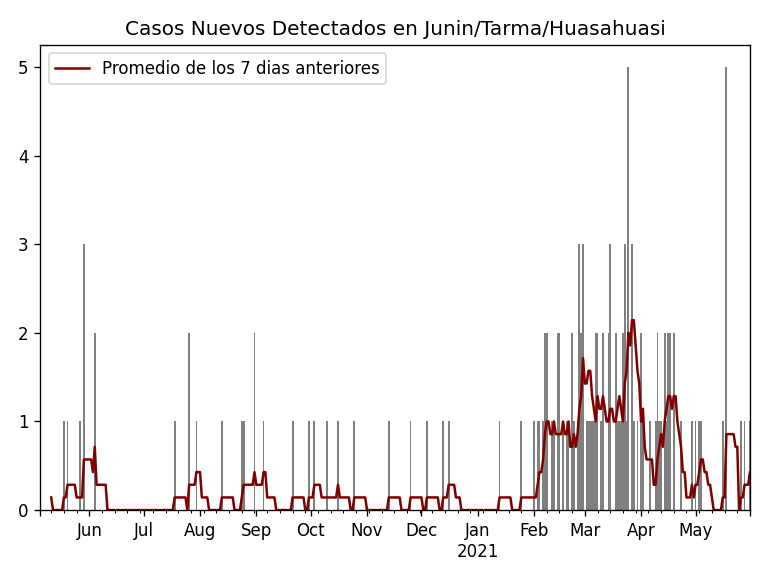 Casos Nuevos Detectados en Junin/Tarma/Huasahuasi
Promedio de los 7 dias anteriores
5
4
3
2
1
0
Jun Jul Aug Sep Oct Nov Dec Jan Feb Mar Apr May
2021